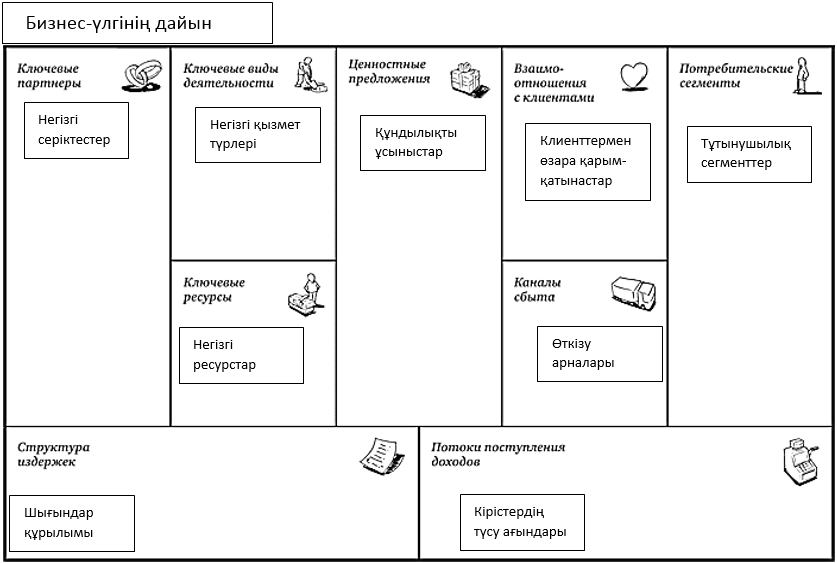 Бизнес-үлгінің дайын
Ключевые
партнеры
Негізгі
серіктестер
Ключевые виды
деятельности
Негізгі қызмет
түрлері
Ключевые
ресурсы
Негізгі
ресурстар
Ценностные
предложения
Құндылықты
ұсыныстар
Взаимо-
отношения
с клиентами
Клиенттермен
өзара қарым-
қатынастар
Каналы
сбыта
Өткізу
арналары
Потребительские
сегменты
Тұтынушылық
сегменттер
Структура
издержек
Шығындар
құрылымы
Потоки поступления
доходов
Кірістердің
түсу ағындары